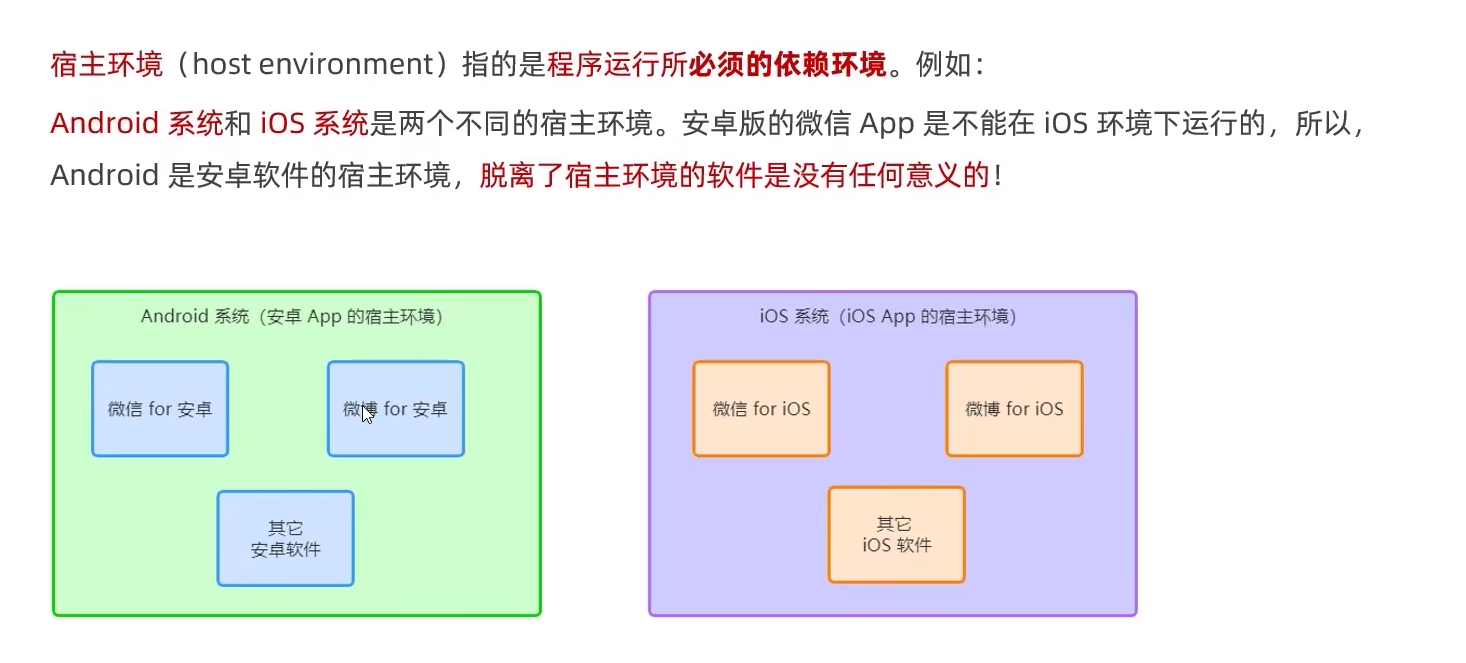 宿主环境（host environment）指的是程序运行所必须的依赖环境。例如：
Android 系统和 iOS 系统是两个不同的宿主环境。安卓版的微信 App 是不能在 iOS 环境下运行的，所以，
Android 是安卓软件的宿主环境，脱离了宿主环境的软件是没有任何意义的！
Android 系统（安卓 App 的宿主环境）
微信 for 安卓
微博 for 安卓
其它
安卓软件
iOS 系统（iOS App 的宿主环境）
微信 for iOS
微博 for iOS
其它
iOS 软件